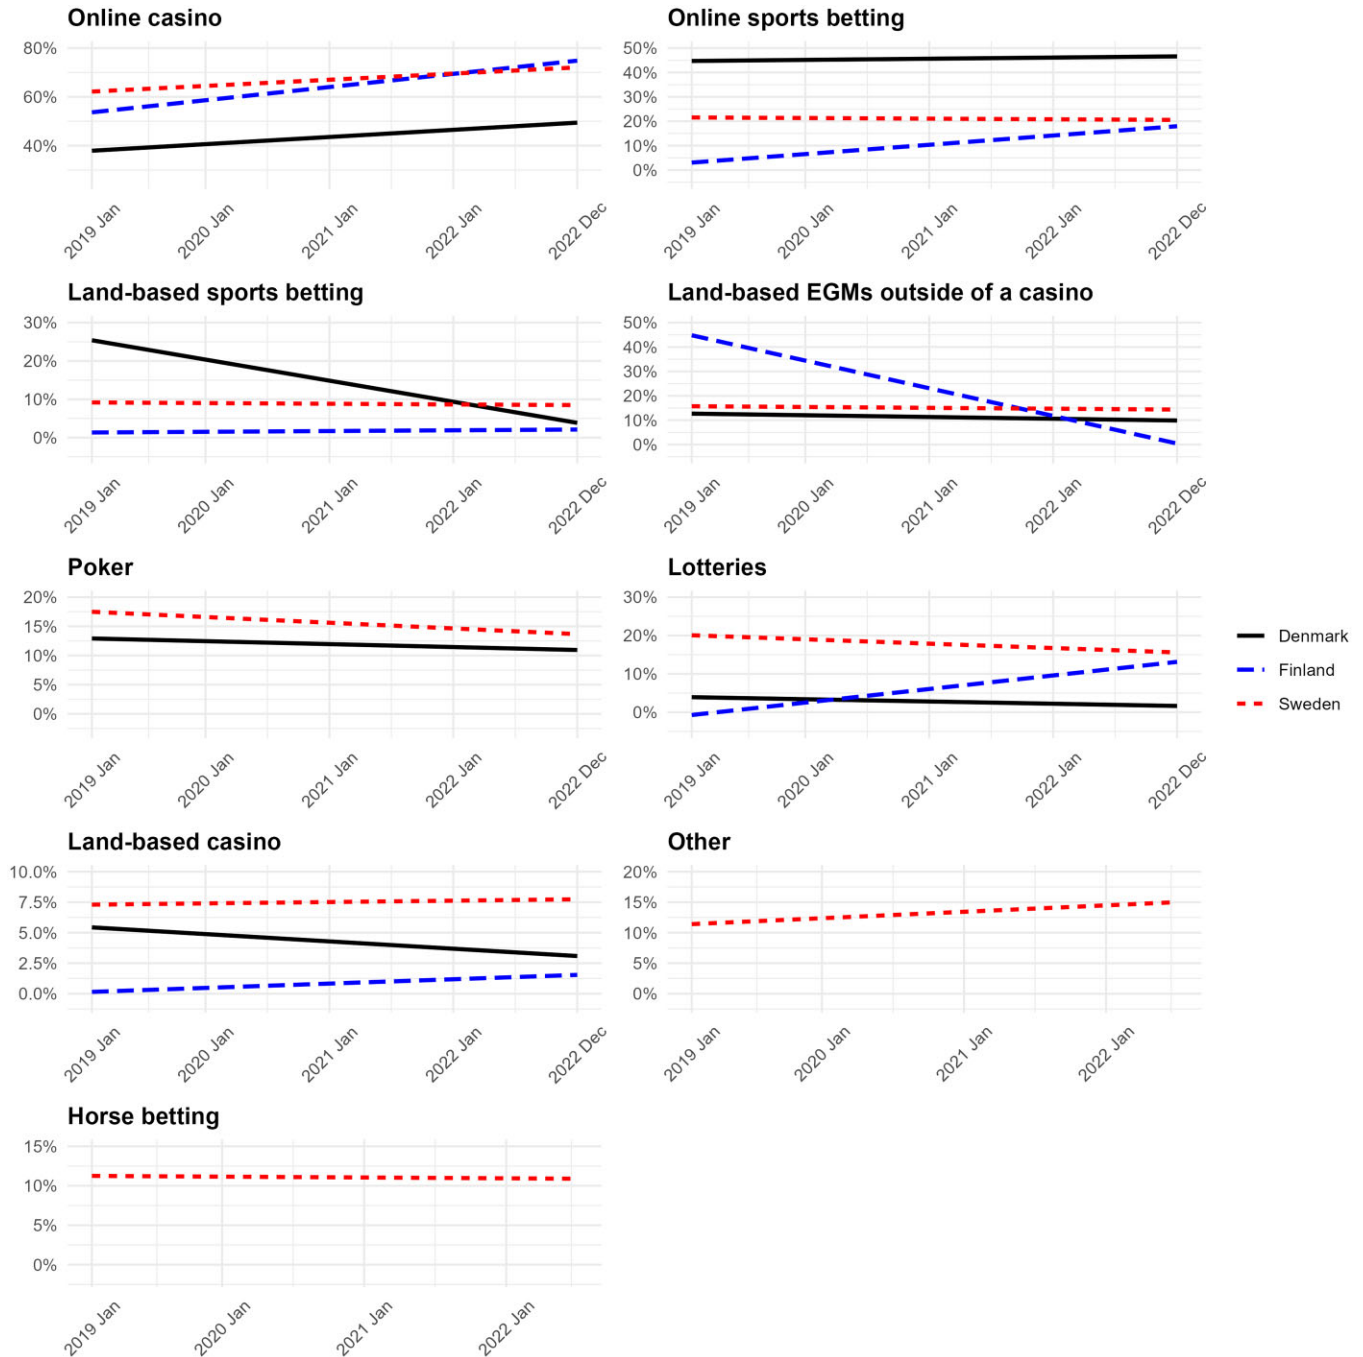 Online casino
80%
60%
40%
2019 Jan
2020 Jan
2021 Jan
2022 Jan
2022 Dec
Online sports betting
50%
40%
30%
20%
10%
0%
2019 Jan
2020 Jan
2021 Jan
2022 Jan
2022 Dec
Land-based sports betting
30%
20%
10%
0%
2019 Jan
2020 Jan
2021 Jan
2022 Jan
2022 Dec
Land-based EGMs outside of a casino
50%
40%
30%
20%
10%
0%
2019 Jan
2020 Jan
2021 Jan
2022 Jan
2022 Dec
Poker
20%
15%
10%
5%
0%
2019 Jan
2020 Jan
2021 Jan
2022 Jan
2022 Dec
Lotteries
30%
20%
10%
0%
2019 Jan
2020 Jan
2021 Jan
2022 Jan
2022 Dec
Denmark
Finland
Sweden
Land-based casino
10.0%
7.5%
5.0%
2.5%
0.0%
2019 Jan
2020 Jan
2021 Jan
2022 Jan
2022 Dec
Other
20%
15%
10%
5%
0%
2019 Jan
2020 Jan
2021 Jan
2022 Jan
Horse betting
15%
10%
5%
0%
2019 Jan
2020 Jan
2021 Jan
2022 Jan